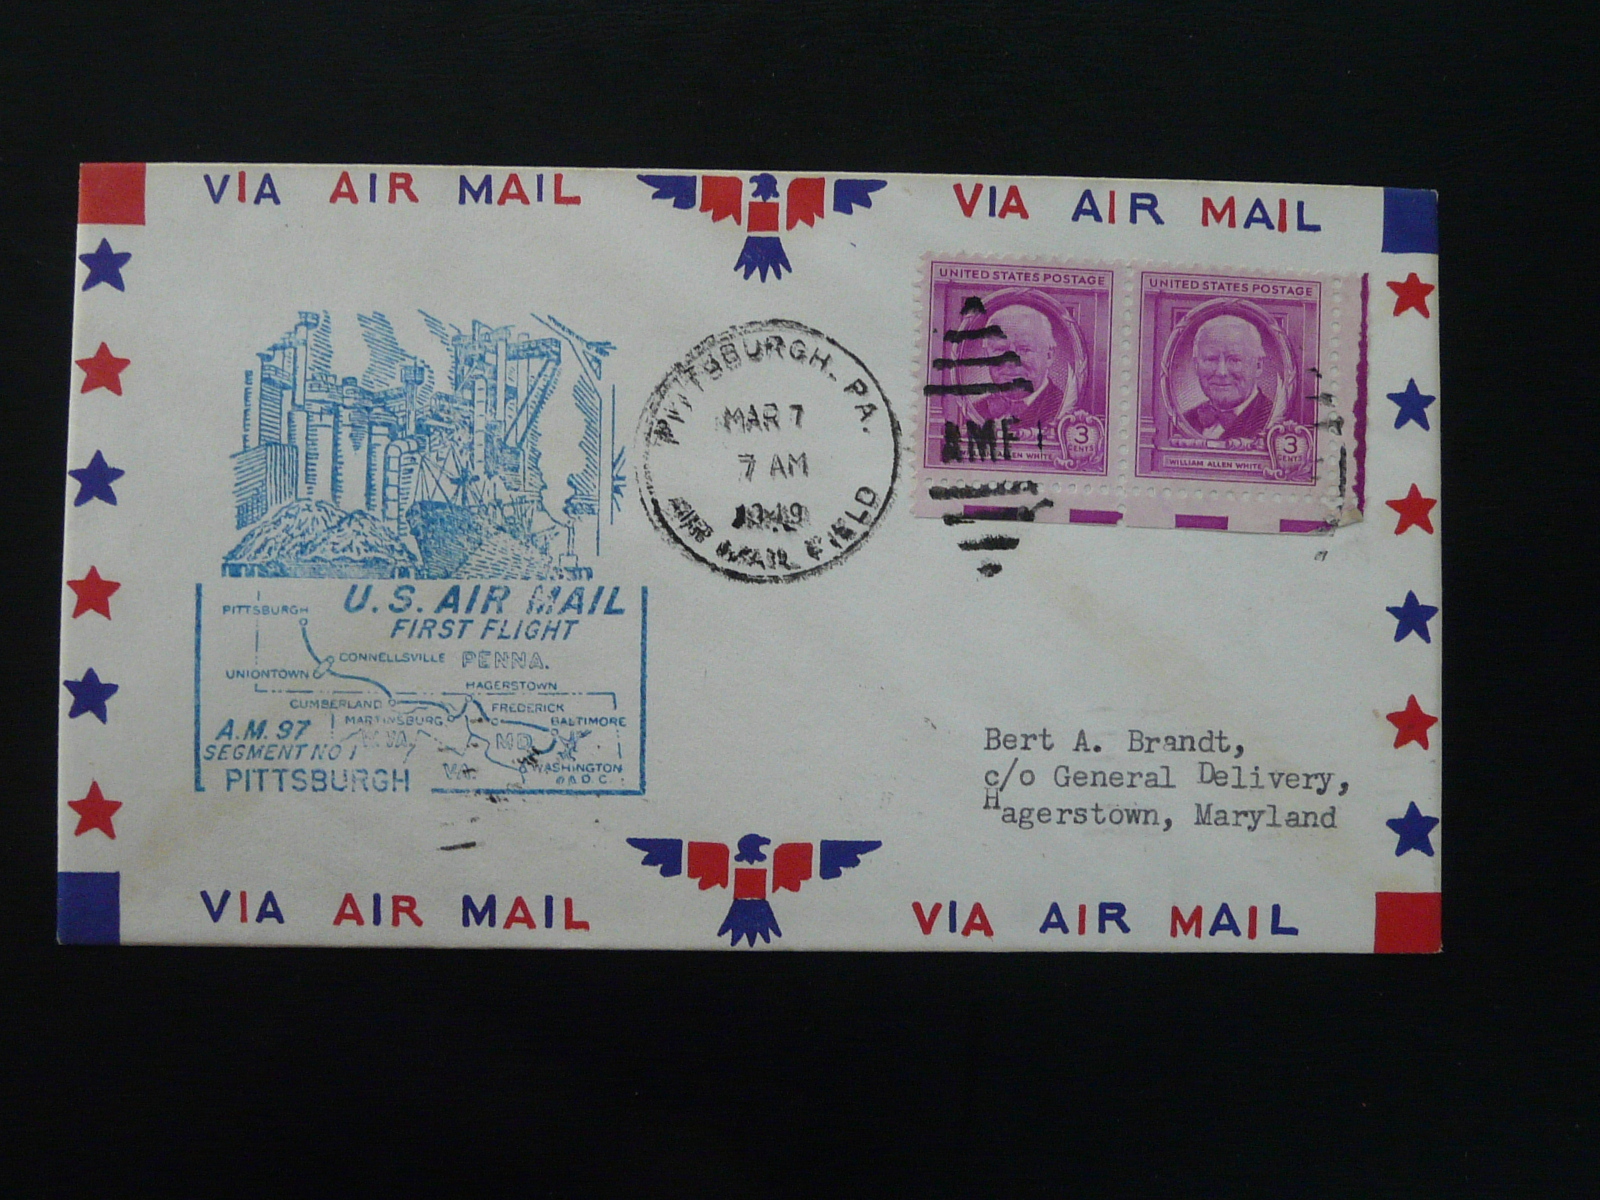 VIA AIR MAIL
VIA AIR MAIL
UNITED STATES POSTAGE
UNITED STATES POSTAGE
PITTSBURGH, PA.
MAR 7
7 AM
1949
AIR MAIL FIELD
AMF
3
CENTS
EN WHITE
3
CENTS
WILLIAM ALLEN WHITE
U.S. AIR MAIL
FIRST FLIGHT
PITTSBURGH
CONNELLSVILLE PENNA.
UNIONTOWN
HAGERSTOWN
CUMBERLAND
FREDERICK
MARTINSBURG
BALTIMORE
A.M. 97
W.VA.
MD.
SEGMENT NO 1
VA.
WASHINGTON
D.C.
PITTSBURGH
Bert A. Brandt,
c/o General Delivery,
Hagerstown, Maryland
VIA AIR MAIL
VIA AIR MAIL